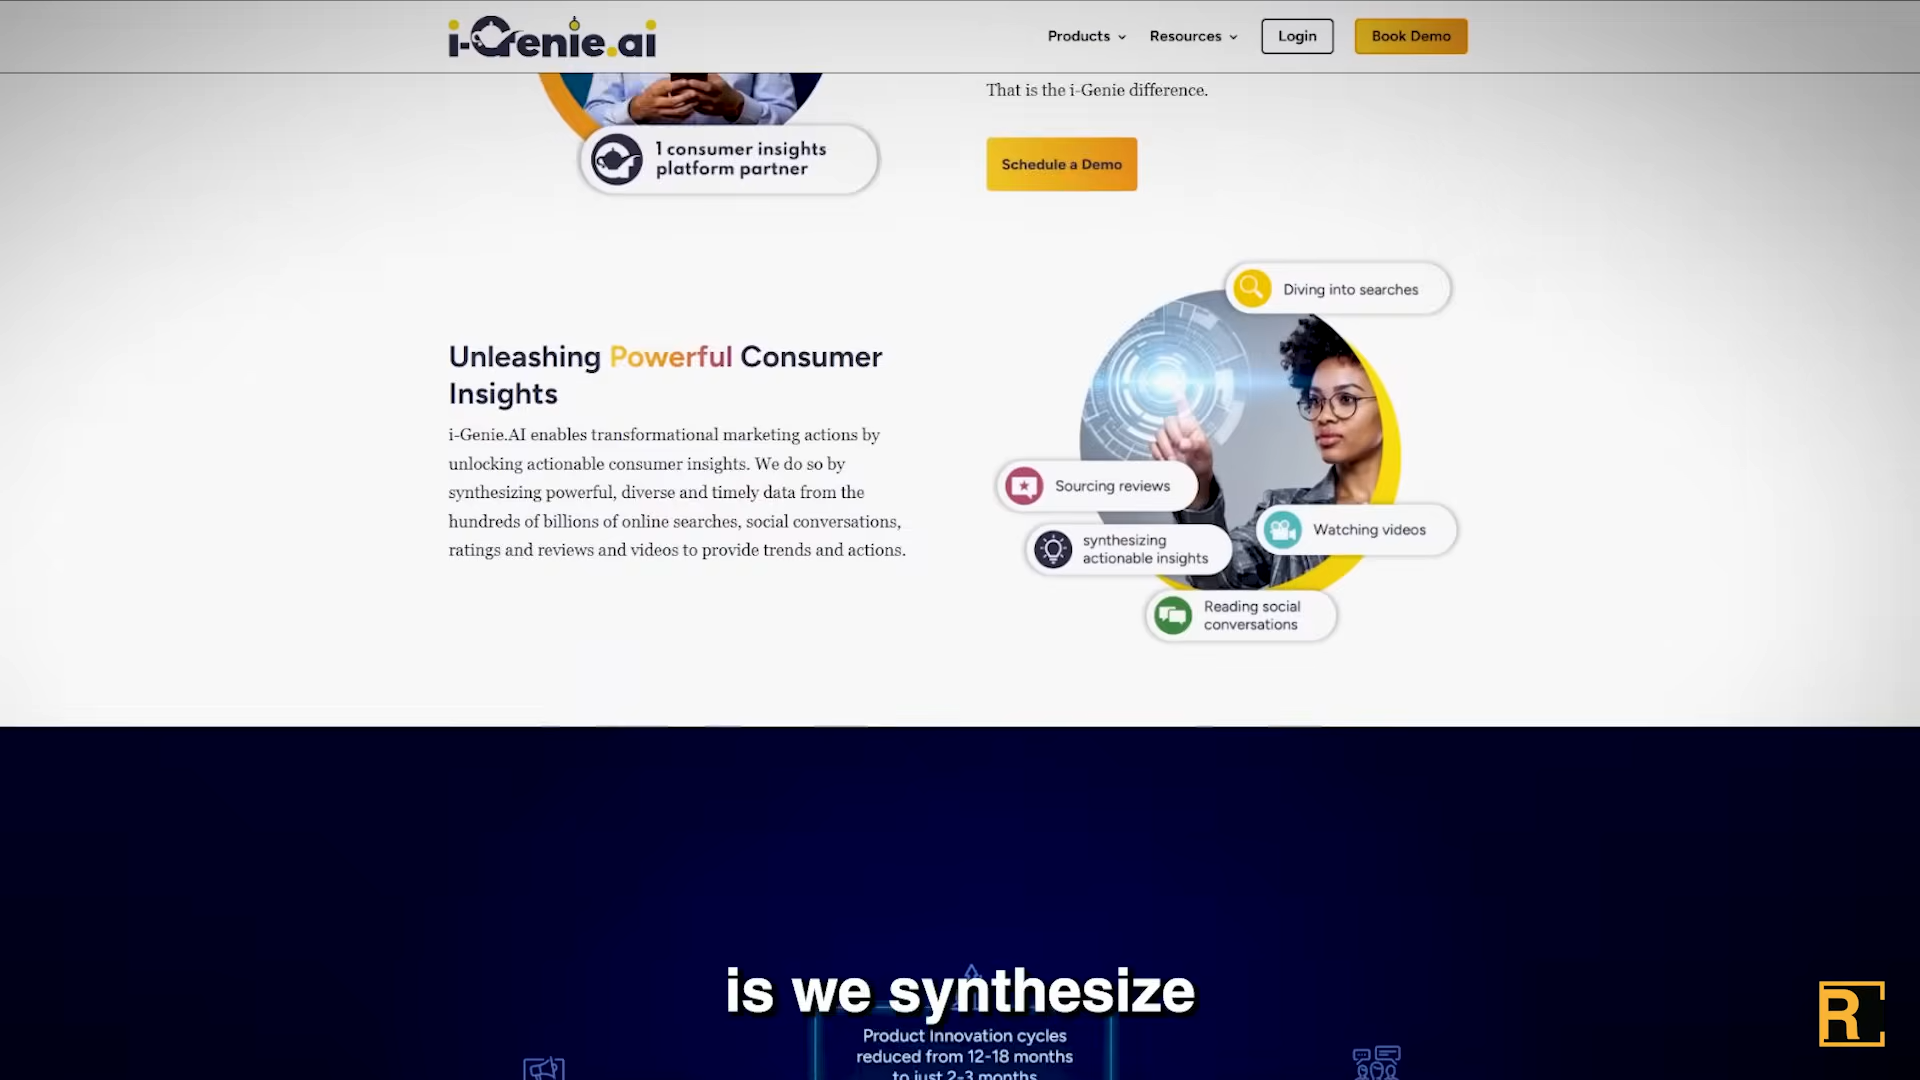 i-Genie.ai
Products
Resources
Login
Book Demo
That is the i-Genie difference.
1 consumer insights
platform partner
Schedule a Demo
Diving into searches
Unleashing Powerful Consumer
Insights
i-Genie.AI enables transformational marketing actions by
unlocking actionable consumer insights. We do so by
synthesizing powerful, diverse and timely data from the
hundreds of billions of online searches, social conversations,
ratings and reviews and videos to provide trends and actions.
Sourcing reviews
Watching videos
synthesizing
actionable insights
Reading social
conversations
is we synthesize
Product Innovation cycles
reduced from 12-18 months
to just 2-3 months
R